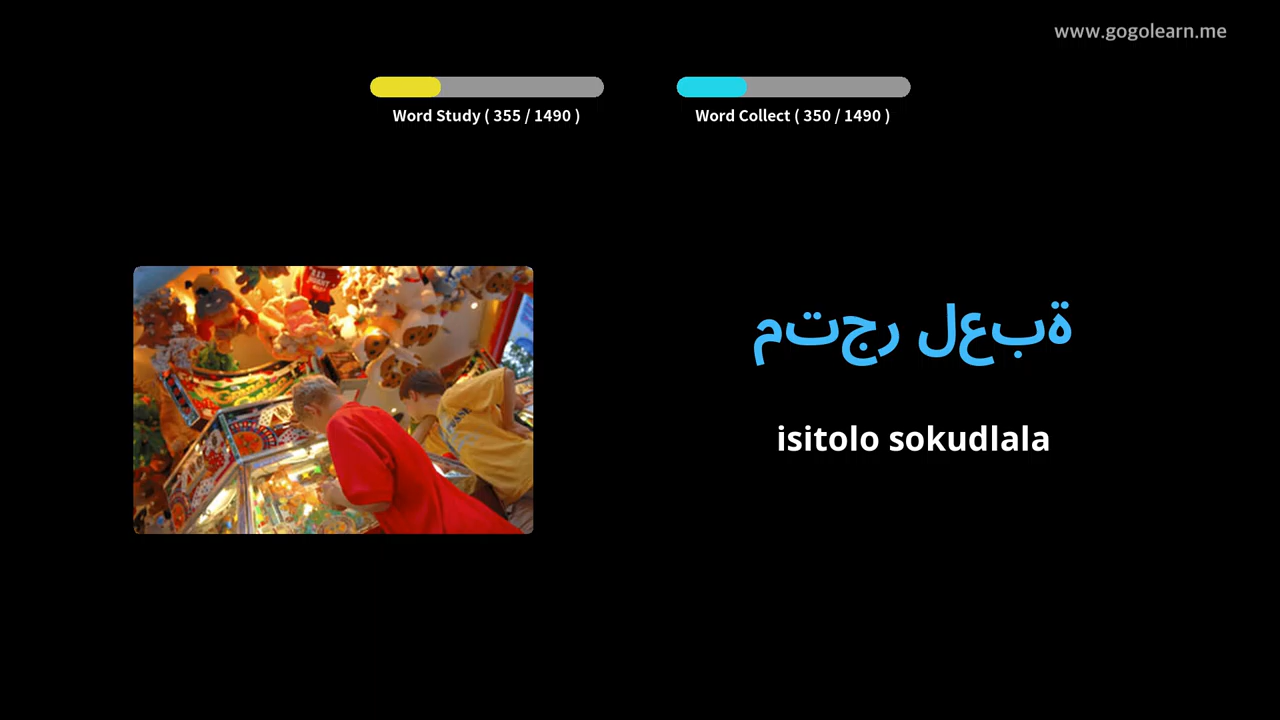 www.gogolearn.me
Word Study ( 355 / 1490 )
Word Collect ( 350 / 1490 )
متجر لعبة
isitolo sokudlala